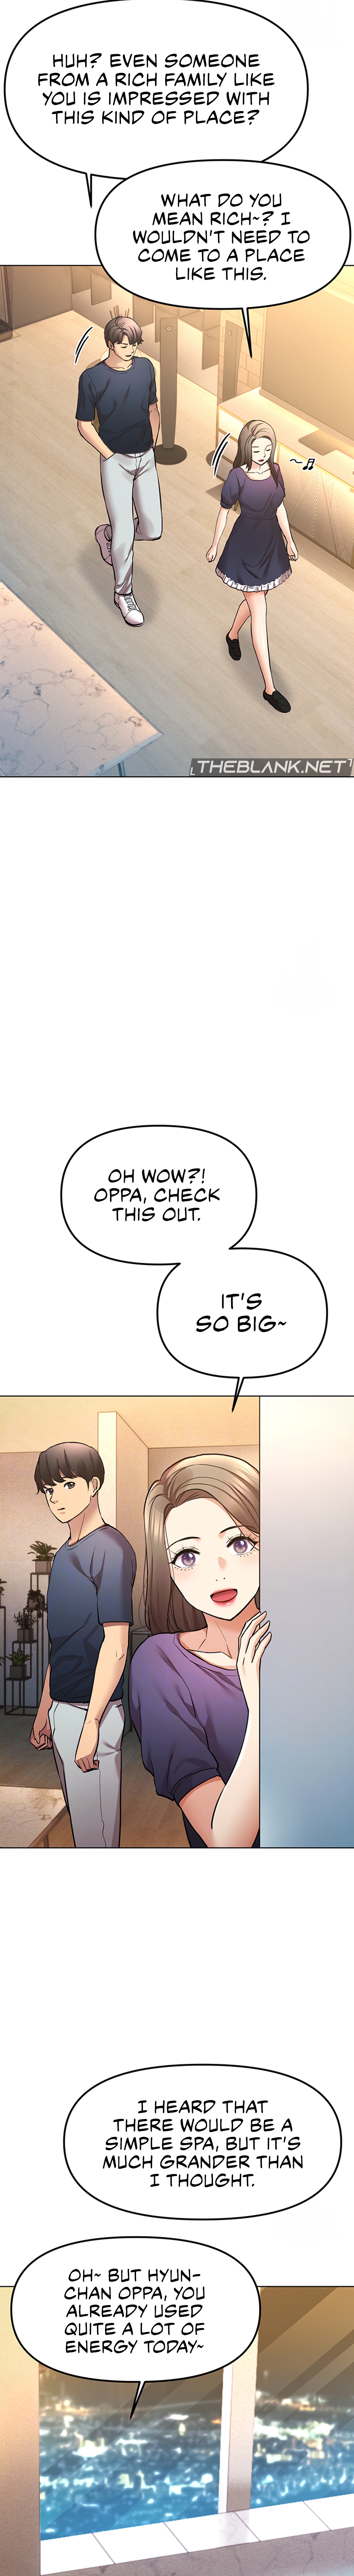 HUH? EVEN SOMEONE
FROM A RICH FAMILY LIKE
YOU IS IMPRESSED WITH
THIS KIND OF PLACE?
WHAT DO YOU
MEAN RICH~? I
WOULDN'T NEED TO
COME TO A PLACE
LIKE THIS.
THEBLANK.NET
OH WOW?!
OPPA, CHECK
THIS OUT.
IT'S
SO BIG~
I HEARD THAT
THERE WOULD BE A
SIMPLE SPA, BUT IT'S
MUCH GRANDER THAN
I THOUGHT.
OH~ BUT HYUN-
CHAN OPPA, YOU
ALREADY USED
QUITE A LOT OF
ENERGY TODAY~